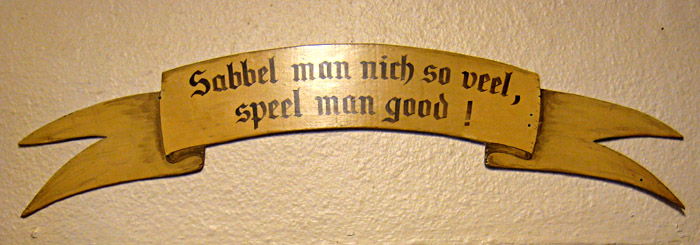 Sabbel man nich so veel,
speel man good !